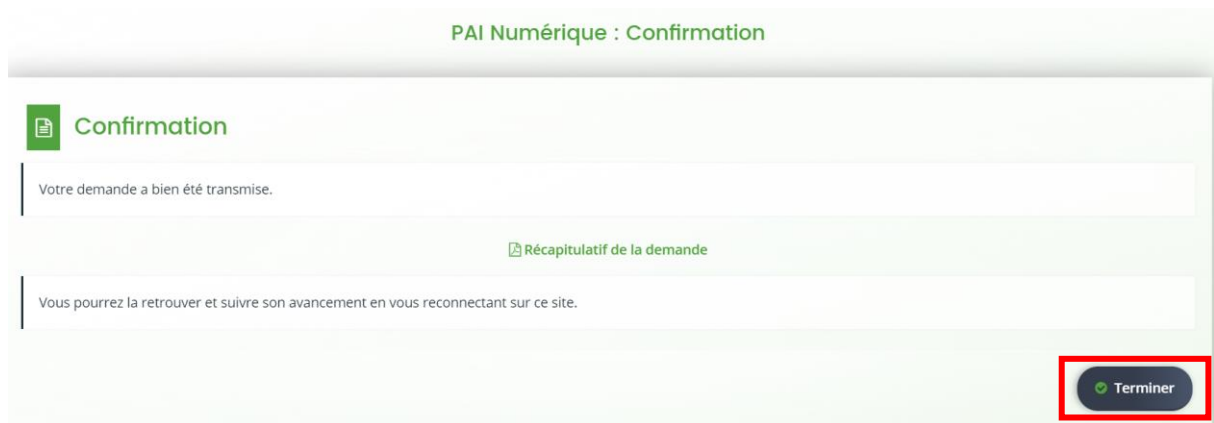 PAI Numérique : Confirmation
Confirmation
Votre demande a bien été transmise.
Récapitulatif de la demande
Vous pourrez la retrouver et suivre son avancement en vous reconnectant sur ce site.
Terminer